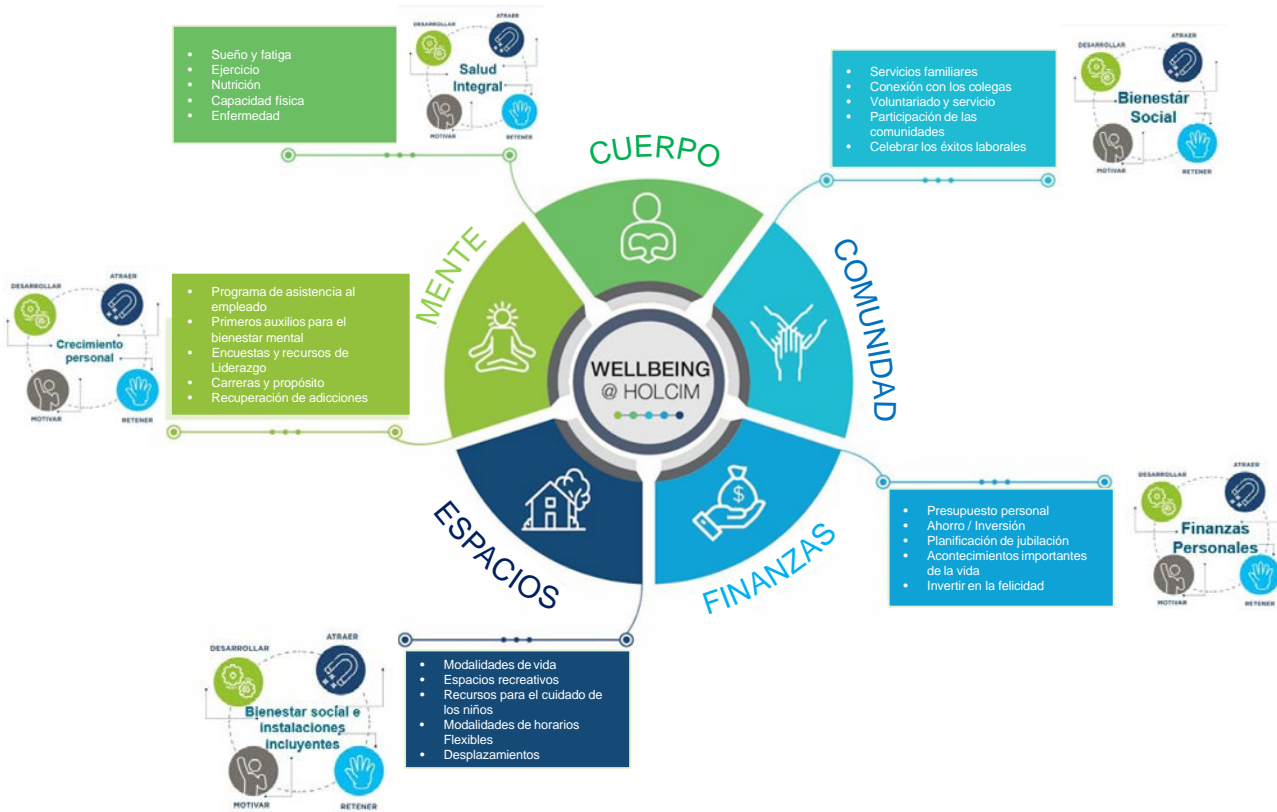 DESARROLLAR
ATRAER
Salud
Integral
MOTIVAR
RETENER
• Sueño y fatiga
• Ejercicio
• Nutrición
• Capacidad física
• Enfermedad
DESARROLLAR
ATRAER
Bienestar
Social
MOTIVAR
RETENER
• Servicios familiares
• Conexión con los colegas
• Voluntariado y servicio
• Participación de las
comunidades
• Celebrar los éxitos laborales
CUERPO
MENTE
COMUNIDAD
DESARROLLAR
ATRAER
Crecimiento
personal
MOTIVAR
RETENER
• Programa de asistencia al
empleado
• Primeros auxilios para el
bienestar mental
• Encuestas y recursos de
Liderazgo
• Carreras y propósito
• Recuperación de adicciones
WELLBEING
@ HOLCIM
$
ESPACIOS
FINANZAS
• Presupuesto personal
• Ahorro / Inversión
• Planificación de jubilación
• Acontecimientos importantes
de la vida
• Invertir en la felicidad
DESARROLLAR
ATRAER
Finanzas
Personales
MOTIVAR
RETENER
DESARROLLAR
ATRAER
Bienestar social e
instalaciones
incluyentes
MOTIVAR
RETENER
• Modalidades de vida
• Espacios recreativos
• Recursos para el cuidado de
los niños
• Modalidades de horarios
Flexibles
• Desplazamientos